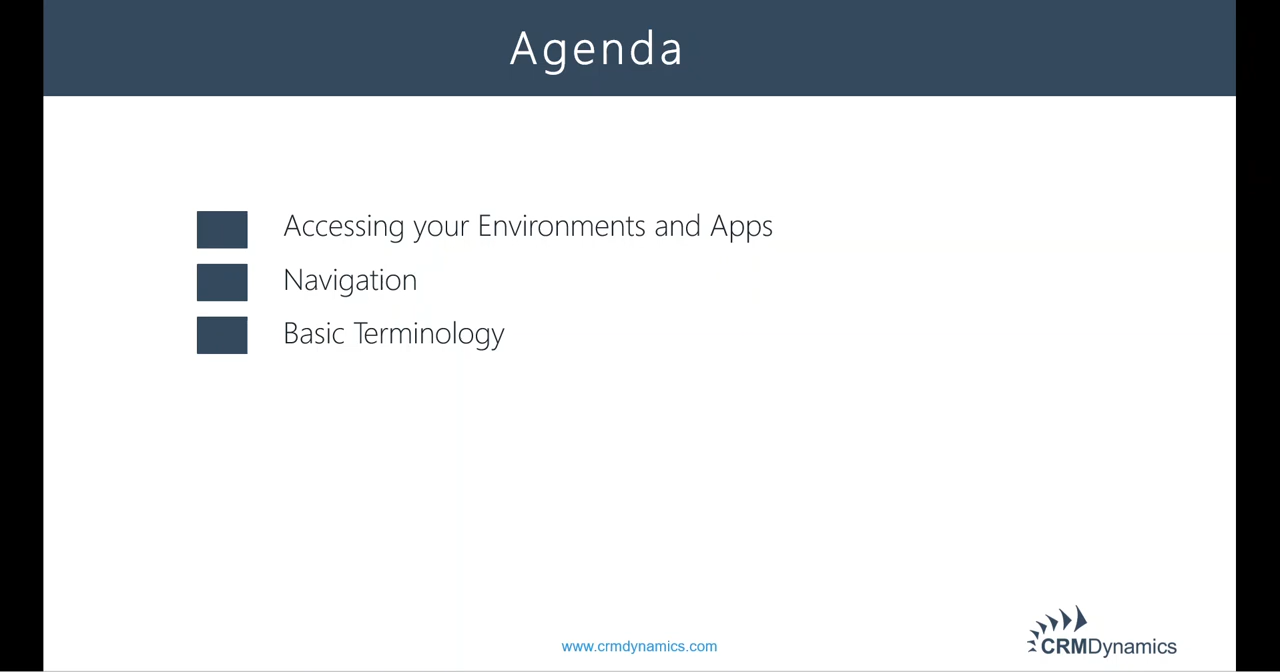 Agenda
Accessing your Environments and Apps
Navigation
Basic Terminology
www.crmdynamics.com
CRMDynamics